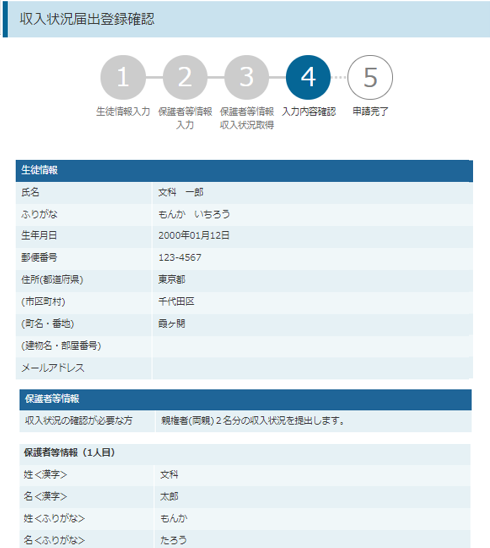 収入状況届出登録確認
1 2 3 4 5
生徒情報入力 保護者等情報 保護者等情報 入力内容確認 申請完了
入力 収入状況取得
生徒情報
氏名 文科　一郎
ふりがな もんか　いちろう
生年月日 2000年01月12日
郵便番号 123-4567
住所(都道府県) 東京都
(市区町村) 千代田区
(町名・番地) 霞ヶ関
(建物名・部屋番号)
メールアドレス
保護者等情報
収入状況の確認が必要な方 親権者(両親)２名分の収入状況を提出します。
保護者等情報（1人目）
姓＜漢字＞ 文科
名＜漢字＞ 太郎
姓＜ふりがな＞ もんか
名＜ふりがな＞ たろう